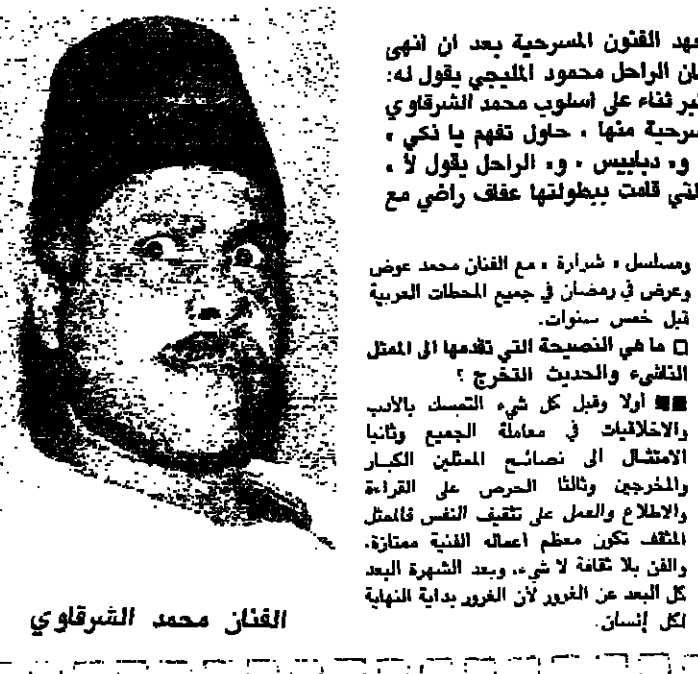 عهد الفنون المسرحية بعد ان انهى
ان الراحل محمود المليجي يقول له:
ير ثناء على أسلوب محمد الشرقاوي
سرحية منها ، حاول تفهم يا ذكي ،
و، دبابيس ، و، الراحل يقول لأ ،
لتي قامت ببطولتها عفاف راضي مع
ومسلسل ، شرارة ، مع الفنان محمد عوض
وعرض في رمضان في جميع المحطات العربية
قبل خمس سنوات.
□ ما هي النصيحة التي تقدمها الى الممثل
الناشيء والحديث التخرج ؟
■■ أولا وقبل كل شيء التمسك بالأدب
والاخلاقيات في معاملة الجميع وثانيا
الامتثال الى نصائح الممثلين الكبار
والمخرجين وثالثا الحرص على القراءة
والاطلاع والعمل على تثقيف النفس فالممثل
المثقف تكون معظم اعماله الفنية ممتازة.
والفن بلا ثقافة لا شيء، وبعد الشهرة البعد
كل البعد عن الغرور لأن الغرور بداية النهاية
لكل إنسان.
الفنان محمد الشرقاوي